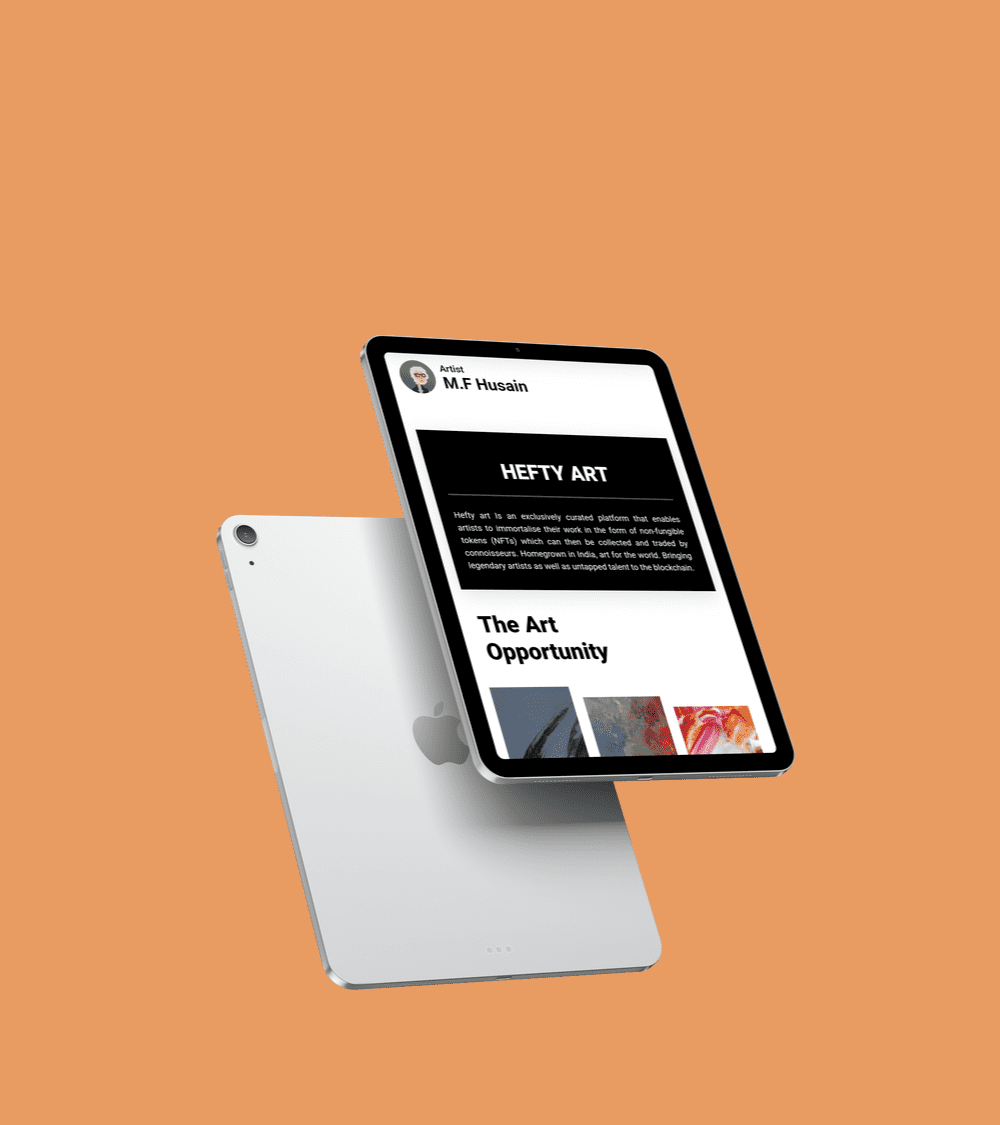 Artist
M.F Husain
HEFTY ART
Hefty art is an exclusively curated platform that enables
artists to immortalise their work in the form of non-fungible
tokens (NFTs) which can then be collected and traded by
connoisseurs. Homegrown in India, art for the world. Bringing
legendary artists as well as untapped talent to the blockchain.
The Art
Opportunity